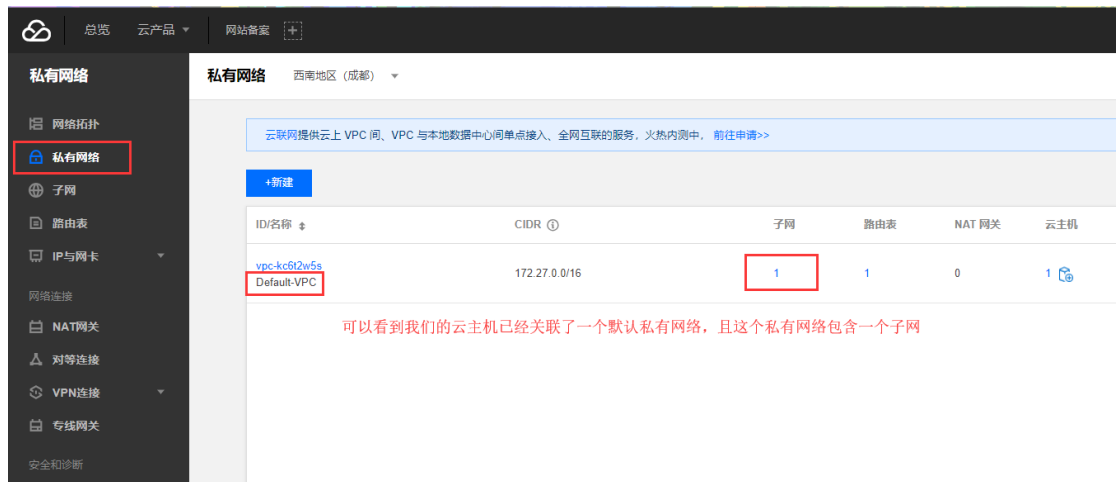 总览 云产品 网站备案
私有网络
私有网络 西南地区（成都）
网络拓扑
私有网络
子网
路由表
IP与网卡
网络连接
NAT网关
对等连接
VPN连接
专线网关
安全和诊断
云联网提供云上 VPC 间、VPC 与本地数据中心间单点接入、全网互联的服务，火热内测中， 前往申请>>
+新建
ID/名称 CIDR 子网 路由表 NAT 网关 云主机
vpc-kc6t2w5s
Default-VPC
172.27.0.0/16 1 1 0 1
可以看到我们的云主机已经关联了一个默认私有网络，且这个私有网络包含一个子网